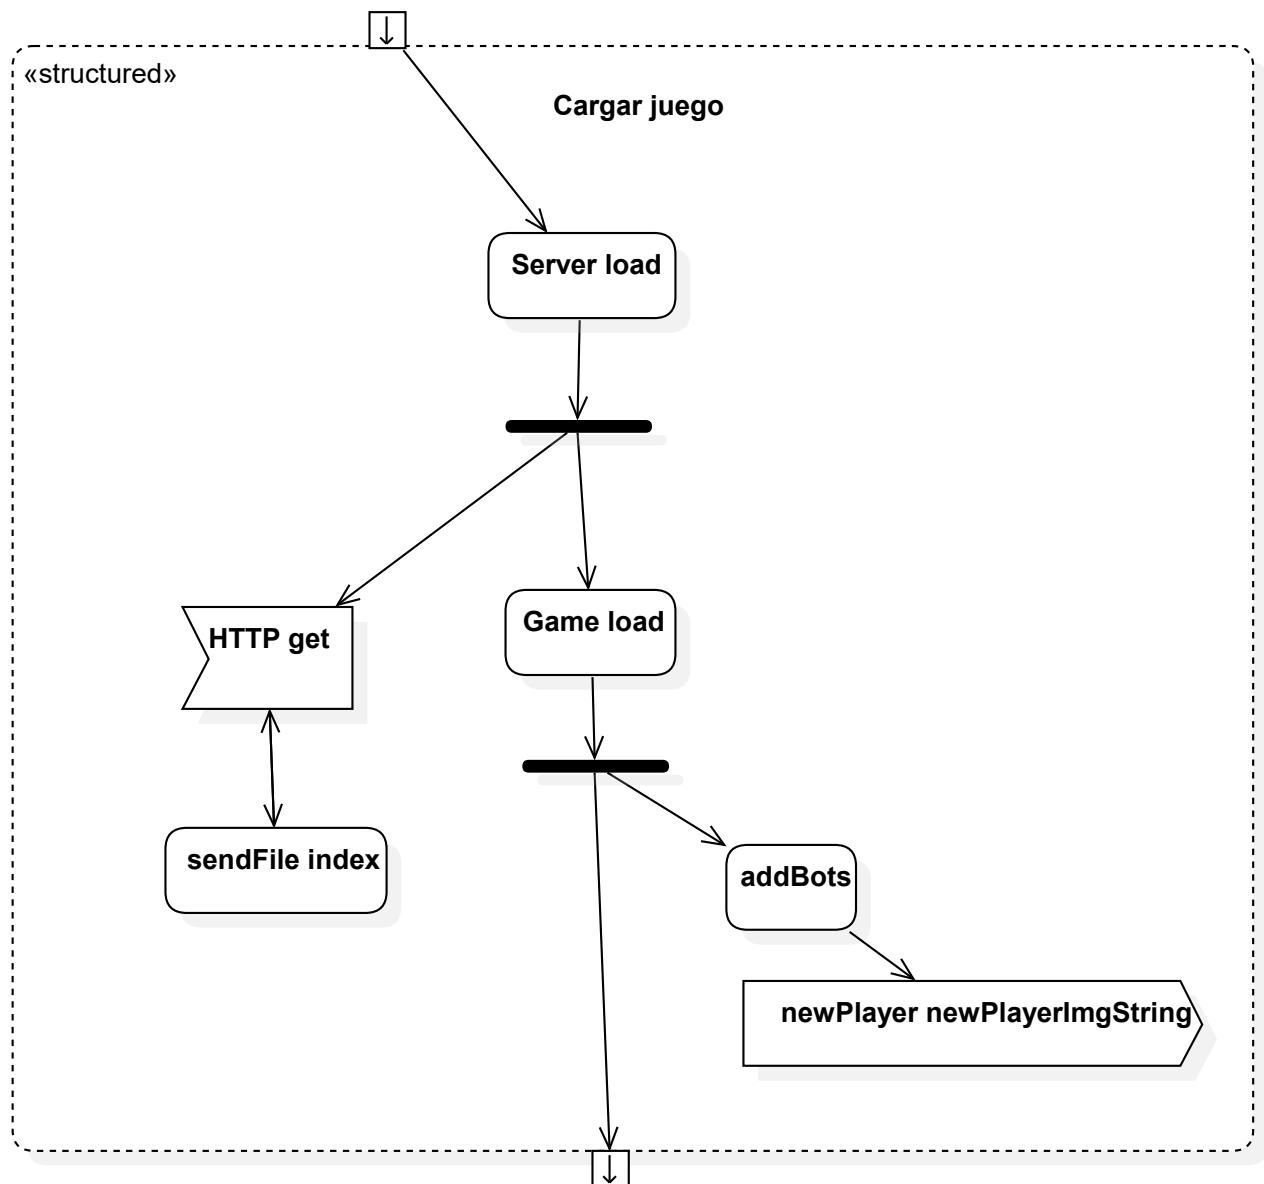 «structured»
Cargar juego
Server load
HTTP get
Game load
sendFile index
addBots
newPlayer newPlayerImgString